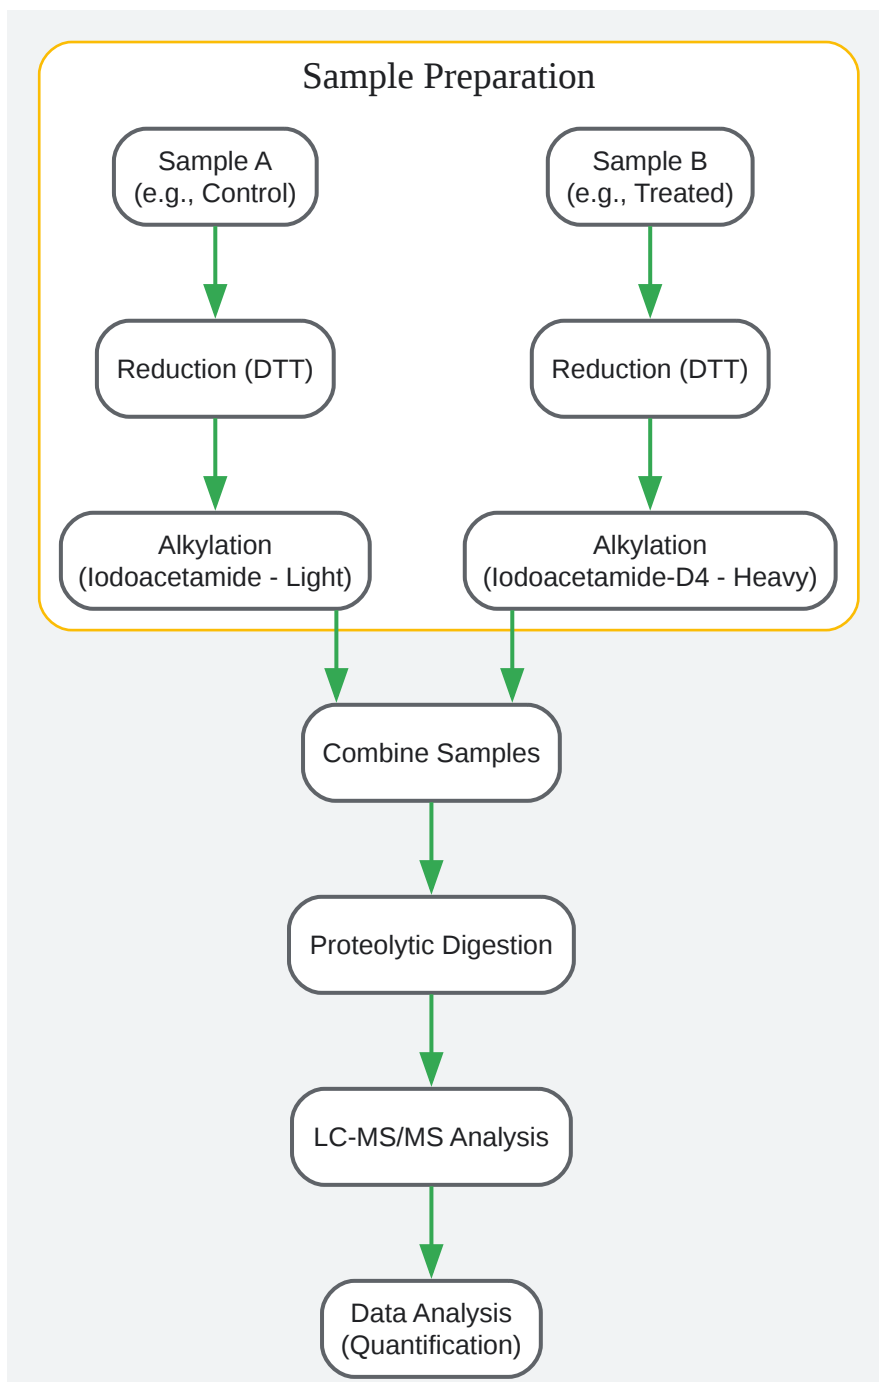 Sample Preparation
Sample A
(e.g., Control)
Sample B
(e.g., Treated)
Reduction (DTT)
Reduction (DTT)
Alkylation
(Iodoacetamide - Light)
Alkylation
(Iodoacetamide-D4 - Heavy)
Combine Samples
Proteolytic Digestion
LC-MS/MS Analysis
Data Analysis
(Quantification)